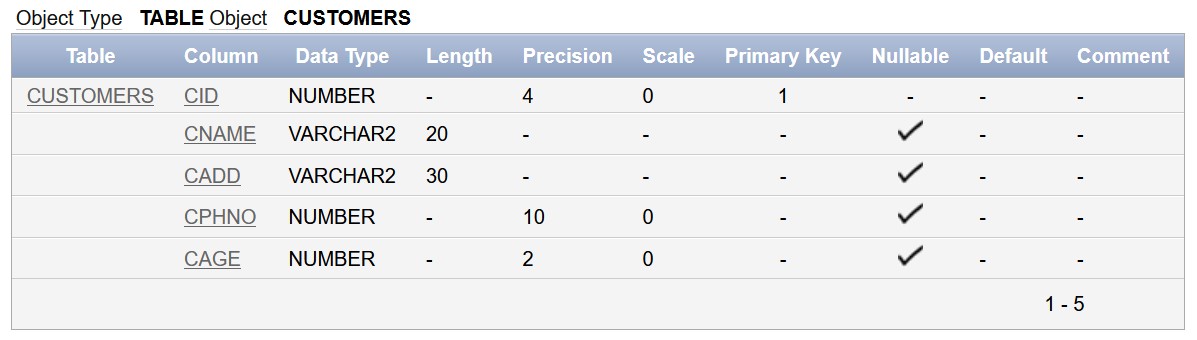 Object Type TABLE Object CUSTOMERS
Table Column Data Type Length Precision Scale Primary Key Nullable Default Comment
CUSTOMERS CID NUMBER - 4 0 1 - - -
CNAME VARCHAR2 20 - - - ✓ - -
CADD VARCHAR2 30 - - - ✓ - -
CPHNO NUMBER - 10 0 - ✓ - -
CAGE NUMBER - 2 0 - ✓ - -
1 - 5